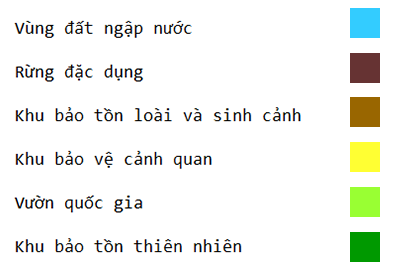 Vùng đất ngập nước
Rừng đặc dụng
Khu bảo tồn loài và sinh cảnh
Khu bảo vệ cảnh quan
Vườn quốc gia
Khu bảo tồn thiên nhiên